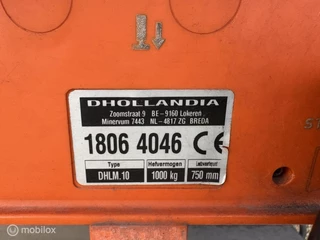 DHOLLANDIA
Zoomstraat 9 BE-9160 Lokeren
Minervum 7443 NL-4817 ZG BREDA
1806 4046 CE
Type Hefvermogen
DHLM.10 1000 kg 750 mm
mobilox